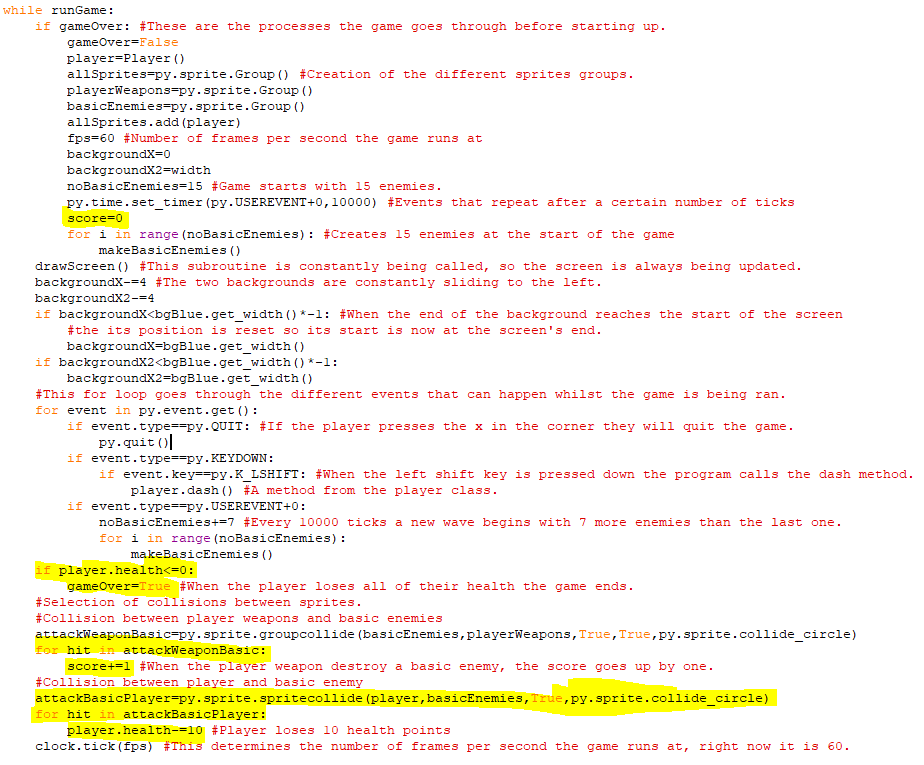 while runGame:
    if gameOver: #These are the processes the game goes through before starting up.
        gameOver=False
        player=Player()
        allSprites=py.sprite.Group() #Creation of the different sprites groups.
        playerWeapons=py.sprite.Group()
        basicEnemies=py.sprite.Group()
        allSprites.add(player)
        fps=60 #Number of frames per second the game runs at
        backgroundX=0
        backgroundX2=width
        noBasicEnemies=15 #Game starts with 15 enemies.
        py.time.set_timer(py.USEREVENT+0,10000) #Events that repeat after a certain number of ticks
        score=0
        for i in range(noBasicEnemies): #Creates 15 enemies at the start of the game
            makeBasicEnemies()
    drawScreen() #This subroutine is constantly being called, so the screen is always being updated.
    backgroundX-=4 #The two backgrounds are constantly sliding to the left.
    backgroundX2-=4
    if backgroundX<bgBlue.get_width()*-1: #When the end of the background reaches the start of the screen
        #the its position is reset so its start is now at the screen's end.
        backgroundX=bgBlue.get_width()
    if backgroundX2<bgBlue.get_width()*-1:
        backgroundX2=bgBlue.get_width()
    #This for loop goes through the different events that can happen whilst the game is being ran.
    for event in py.event.get():
        if event.type==py.QUIT: #If the player presses the x in the corner they will quit the game.
            py.quit()
        if event.type==py.KEYDOWN:
            if event.key==py.K_LSHIFT: #When the left shift key is pressed down the program calls the dash method.
                player.dash() #A method from the player class.
        if event.type==py.USEREVENT+0:
            noBasicEnemies+=7 #Every 10000 ticks a new wave begins with 7 more enemies than the last one.
            for i in range(noBasicEnemies):
                makeBasicEnemies()
    if player.health<=0:
        gameOver=True #When the player loses all of their health the game ends.
    #Selection of collisions between sprites.
    #Collision between player weapons and basic enemies
    attackWeaponBasic=py.sprite.groupcollide(basicEnemies,playerWeapons,True,True,py.sprite.collide_circle)
    for hit in attackWeaponBasic:
        score+=1 #When the player weapon destroy a basic enemy, the score goes up by one.
    #Collision between player and basic enemy
    attackBasicPlayer=py.sprite.spritecollide(player,basicEnemies,True,py.sprite.collide_circle)
    for hit in attackBasicPlayer:
        player.health-=10 #Player loses 10 health points
    clock.tick(fps) #This determines the number of frames per second the game runs at, right now it is 60.